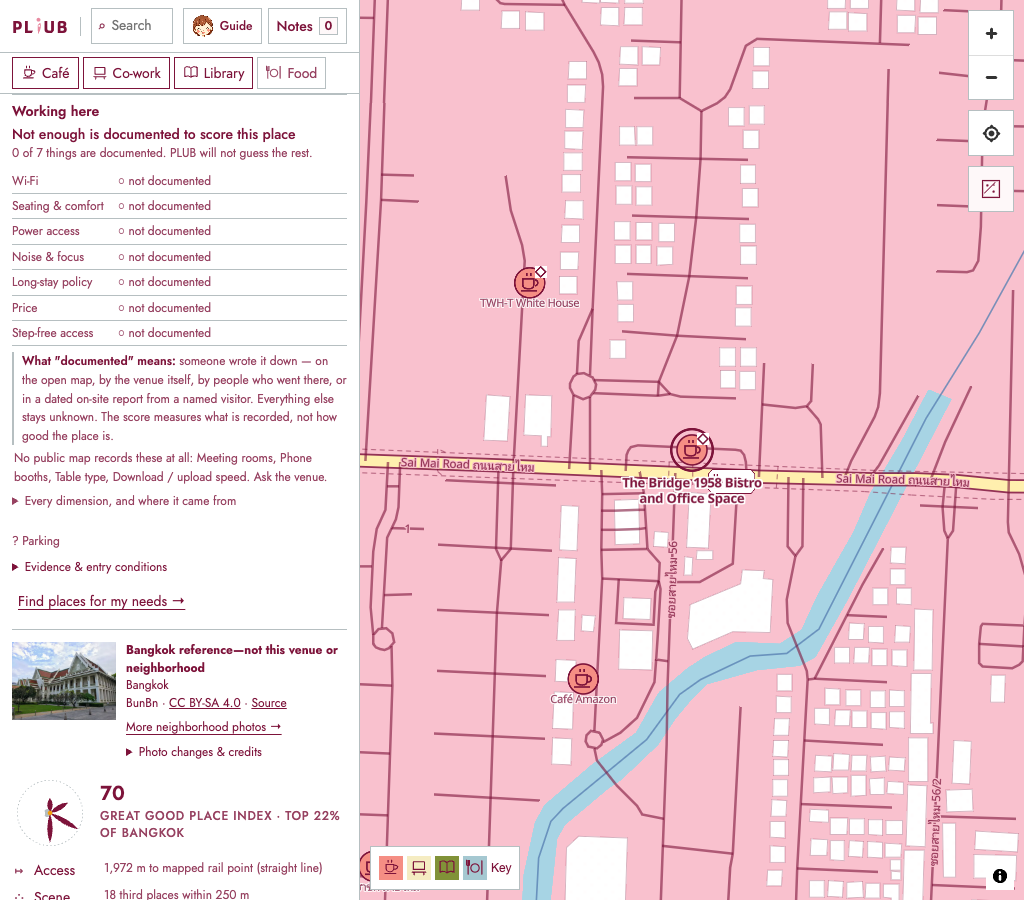 PLUB
Search
Guide
Notes 0
Café
Co-work
Library
Food
Working here
Not enough is documented to score this place
0 of 7 things are documented. PLUB will not guess the rest.
Wi-Fi ○ not documented
Seating & comfort ○ not documented
Power access ○ not documented
Noise & focus ○ not documented
Long-stay policy ○ not documented
Price ○ not documented
Step-free access ○ not documented
What "documented" means: someone wrote it down — on
the open map, by the venue itself, by people who went there, or
in a dated on-site report from a named visitor. Everything else
stays unknown. The score measures what is recorded, not how
good the place is.
No public map records these at all: Meeting rooms, Phone
booths, Table type, Download / upload speed. Ask the venue.
▶ Every dimension, and where it came from
? Parking
▶ Evidence & entry conditions
Find places for my needs →
Bangkok reference—not this venue or
neighborhood
Bangkok
BunBn · CC BY-SA 4.0 · Source
More neighborhood photos →
▶ Photo changes & credits
70
GREAT GOOD PLACE INDEX · TOP 22%
OF BANGKOK
Access 1,972 m to mapped rail point (straight line)
Scene 18 third places within 250 m
TWH-T White House
Sai Mai Road ถนนสายไหม
The Bridge 1958 Bistro
and Office Space
Sai Mai Road ถนนสายไหม
1
ซอยสายไหม 56
Café Amazon
ซอยสายไหม 56/2
Key
+
−